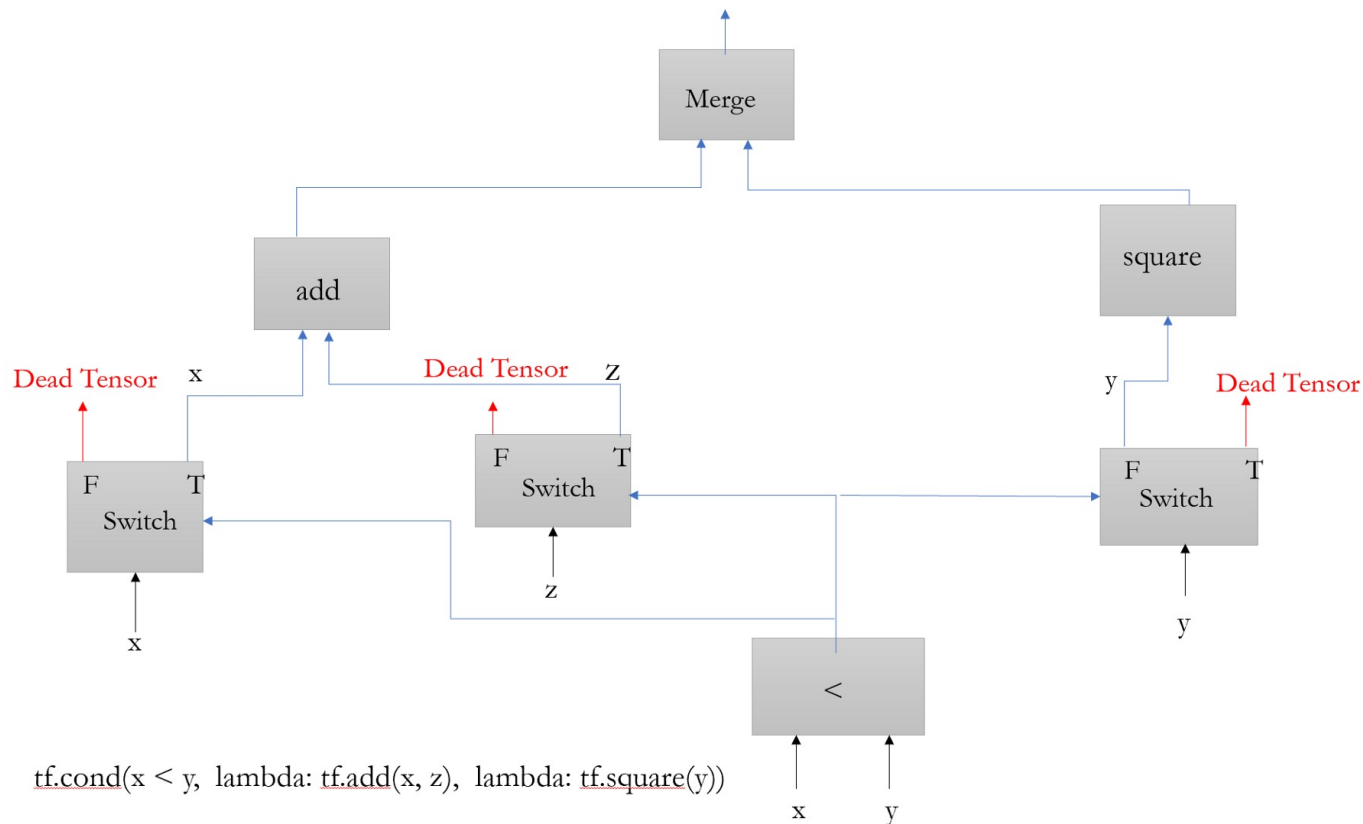 Merge
add
square
Dead Tensor
x
Dead Tensor
z
y
Dead Tensor
F
T
Switch
F
T
Switch
F
T
Switch
x
z
y
<
x
y
tf.cond(x < y, lambda: tf.add(x, z), lambda: tf.square(y))